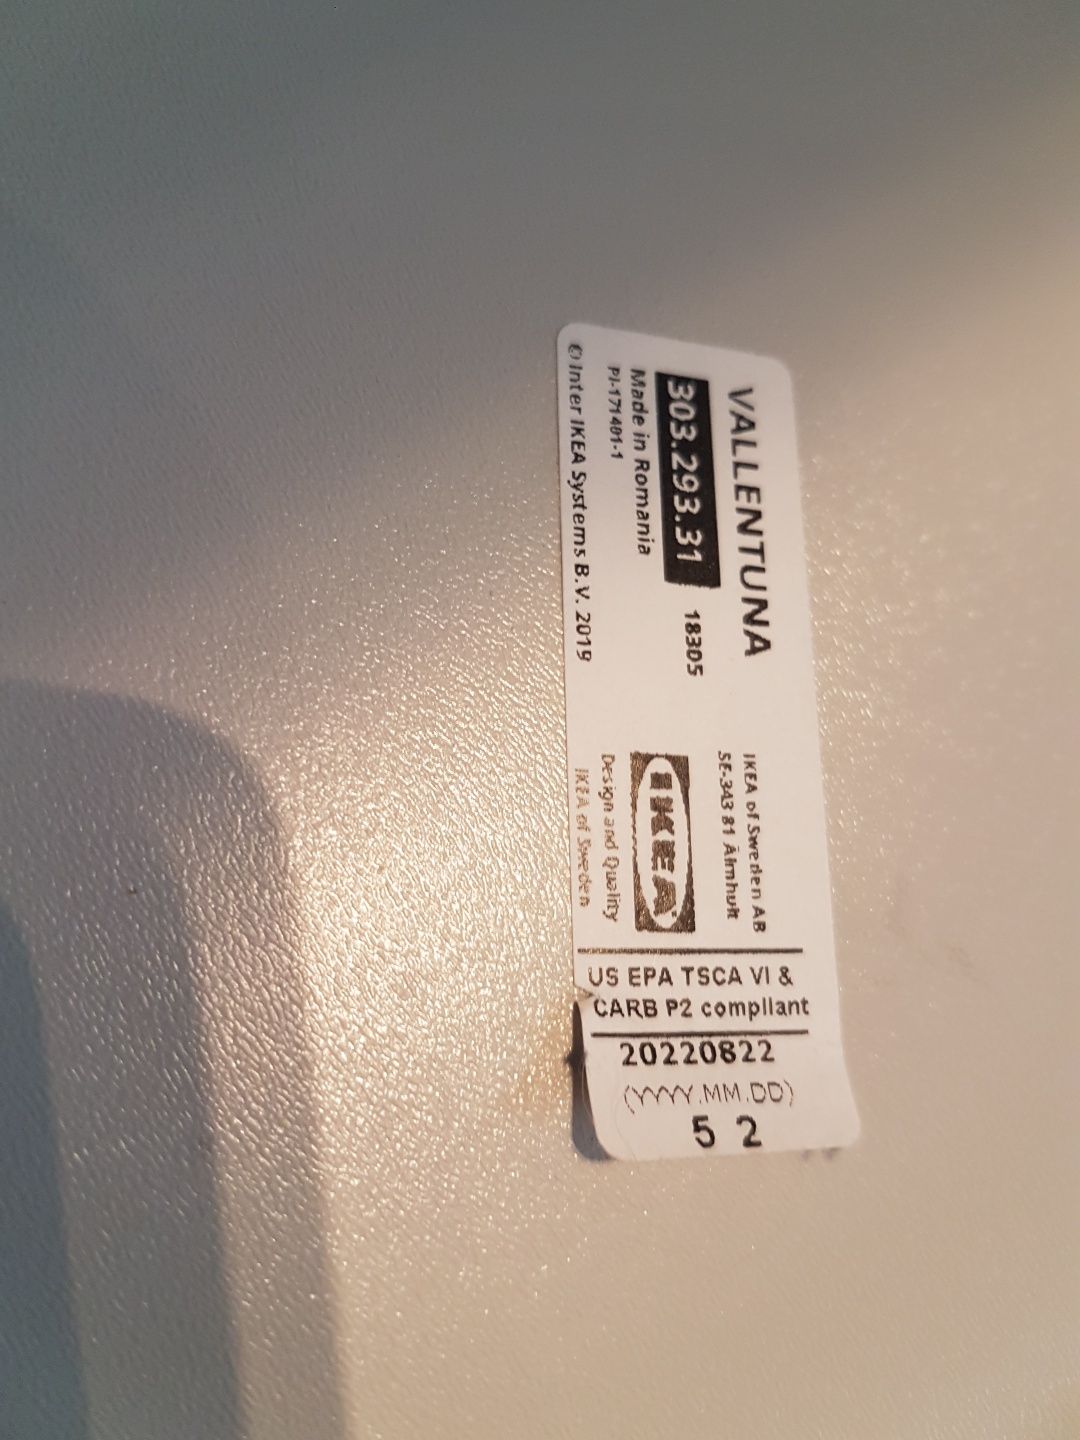 VALLENTUNA
303.293.31 18305
Made in Romania
PI-171401-1
© Inter IKEA Systems B.V. 2019
IKEA of Sweden AB
SE-343 81 Älmhult
IKEA
Design and Quality
IKEA of Sweden
US EPA TSCA VI &
CARB P2 compliant
20220822
(YYYY.MM.DD)
5 2